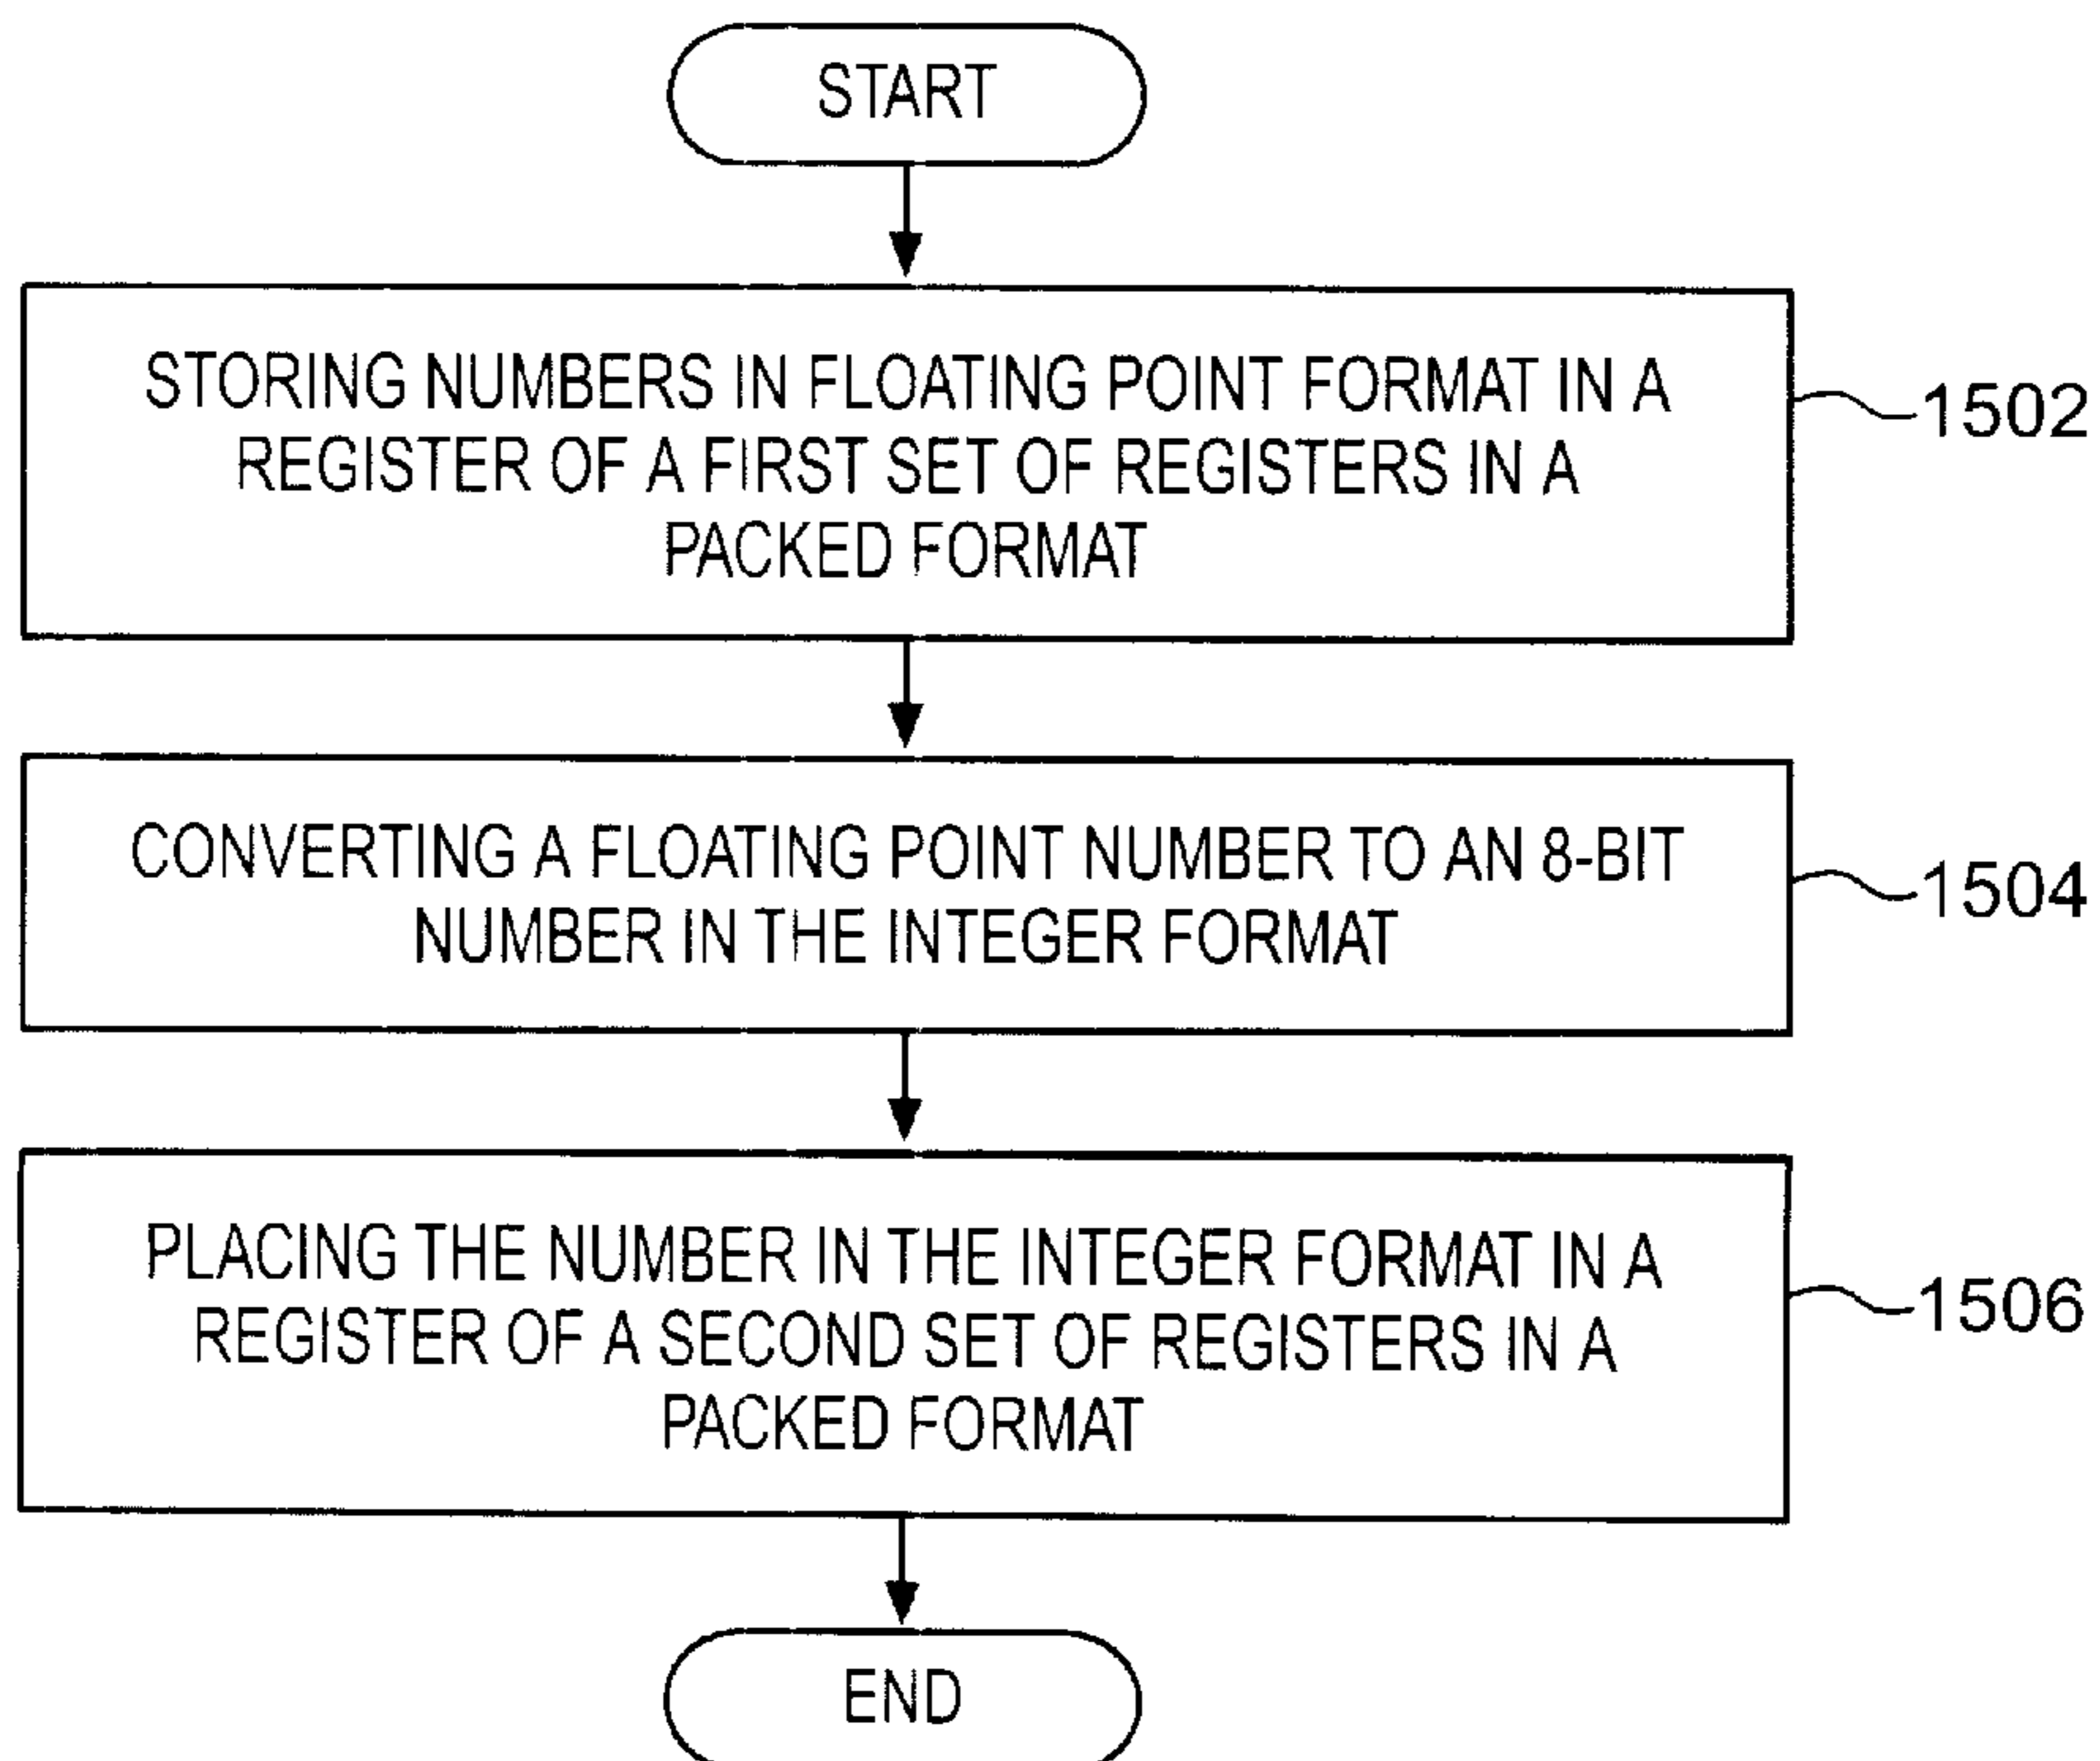 START
STORING NUMBERS IN FLOATING POINT FORMAT IN A
REGISTER OF A FIRST SET OF REGISTERS IN A
PACKED FORMAT
1502
CONVERTING A FLOATING POINT NUMBER TO AN 8-BIT
NUMBER IN THE INTEGER FORMAT
1504
PLACING THE NUMBER IN THE INTEGER FORMAT IN A
REGISTER OF A SECOND SET OF REGISTERS IN A
PACKED FORMAT
1506
END